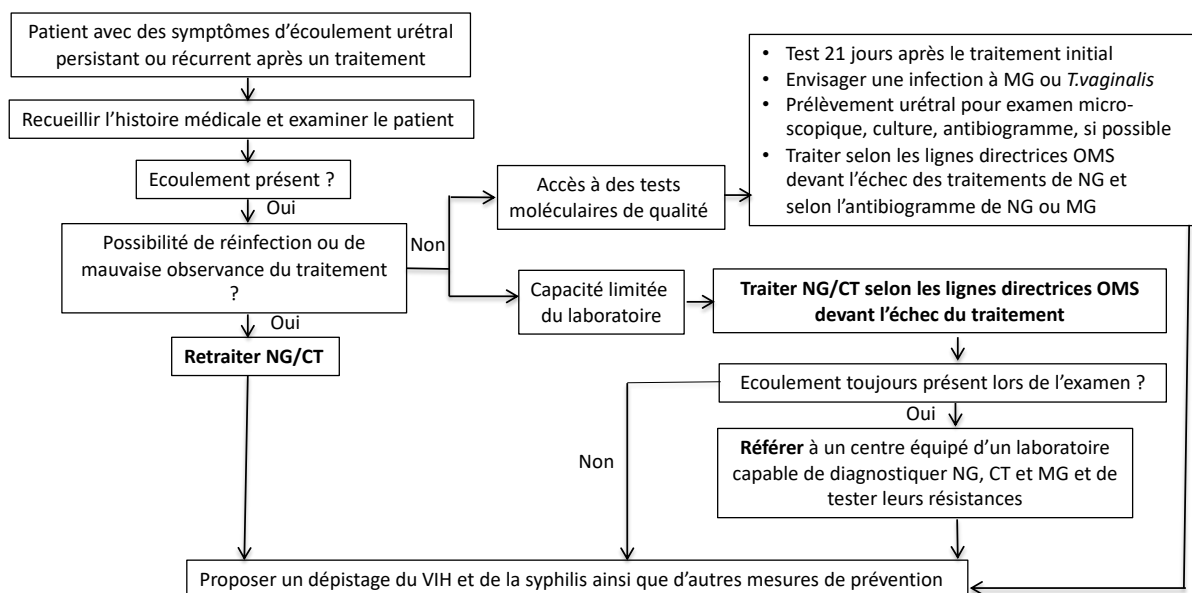 Patient avec des symptômes d'écoulement urétral
persistant ou récurrent après un traitement
Recueillir l'histoire médicale et examiner le patient
Ecoulement présent ?
Oui
Possibilité de réinfection ou de
mauvaise observance du traitement
?
Non
Oui
Retraiter NG/CT
Accès à des tests
moléculaires de qualité
• Test 21 jours après le traitement initial
• Envisager une infection à MG ou T.vaginalis
• Prélèvement urétral pour examen micro-
scopique, culture, antibiogramme, si possible
• Traiter selon les lignes directrices OMS
devant l'échec des traitements de NG et
selon l'antibiogramme de NG ou MG
Capacité limitée
du laboratoire
Traiter NG/CT selon les lignes directrices OMS
devant l'échec du traitement
Ecoulement toujours présent lors de l'examen ?
Oui
Non
Référer à un centre équipé d'un laboratoire
capable de diagnostiquer NG, CT et MG et de
tester leurs résistances
Proposer un dépistage du VIH et de la syphilis ainsi que d'autres mesures de prévention